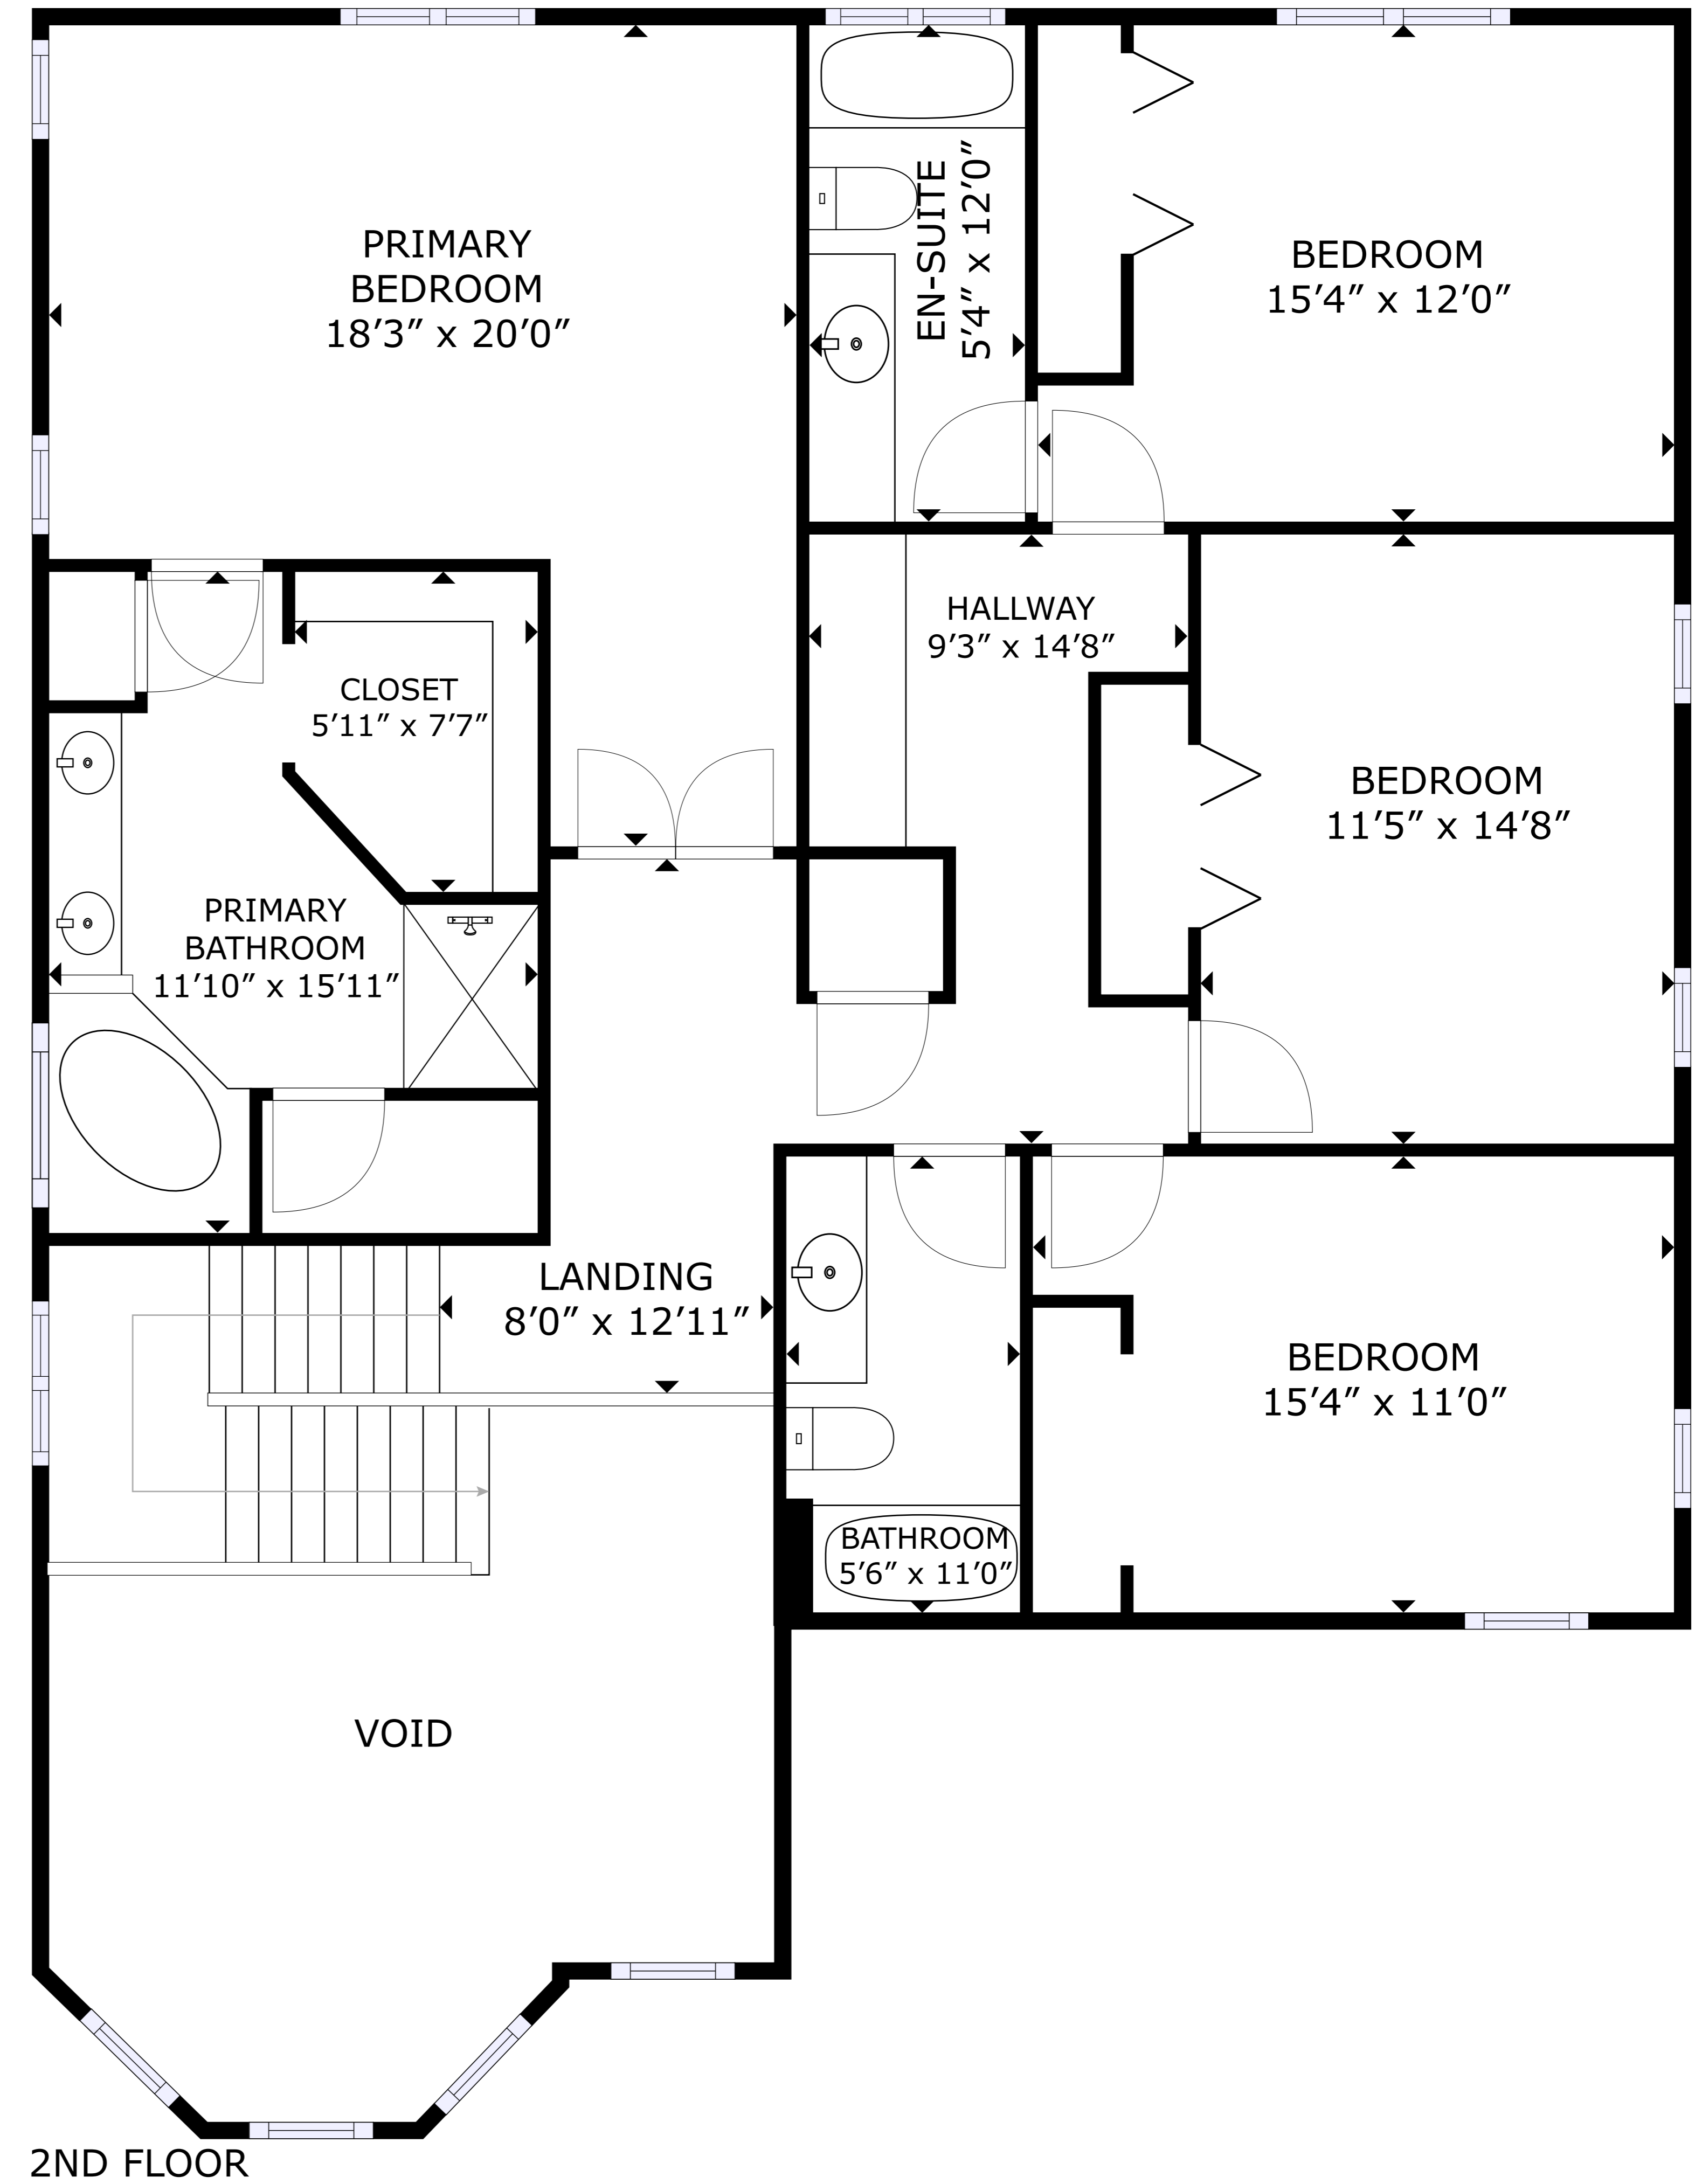 PRIMARY
BEDROOM
18’3” x 20’0”
EN-SUITE
5’4” x 12’0”
BEDROOM
15’4” x 12’0”
HALLWAY
9’3” x 14’8”
CLOSET
5’11” x 7’7”
BEDROOM
11’5” x 14’8”
PRIMARY
BATHROOM
11’10” x 15’11”
LANDING
8’0” x 12’11”
BEDROOM
15’4” x 11’0”
BATHROOM
5’6” x 11’0”
VOID
2ND FLOOR